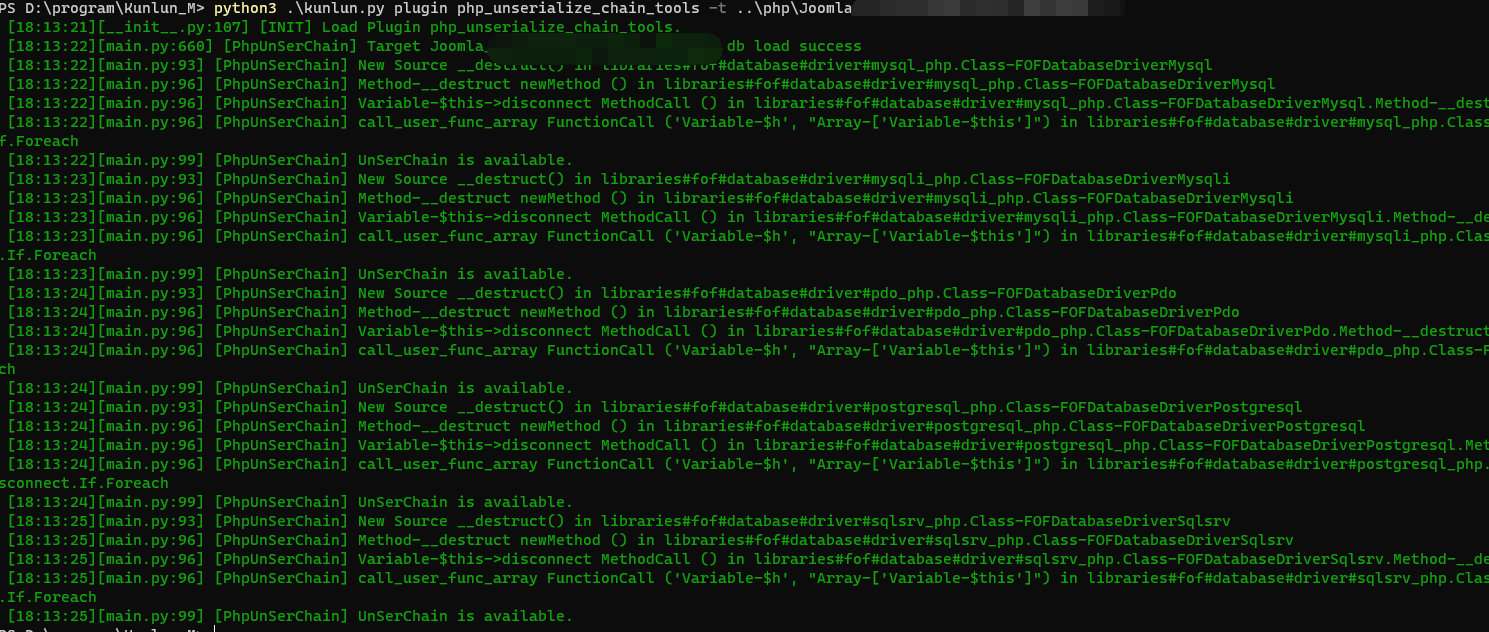 PS D:\program\Kunlun_M> python3 .\kunlun.py plugin php_unserialize_chain_tools -t ..\php\Joomla
[18:13:21][__init__.py:107] [INIT] Load Plugin php_unserialize_chain_tools.
[18:13:22][main.py:660] [PhpUnSerChain] Target Joomla_ db load success
[18:13:22][main.py:93] [PhpUnSerChain] New Source __destruct() in libraries#fof#database#driver#mysql_php.Class-FOFDatabaseDriverMysql
[18:13:22][main.py:96] [PhpUnSerChain] Method-__destruct newMethod () in libraries#fof#database#driver#mysql_php.Class-FOFDatabaseDriverMysql
[18:13:22][main.py:96] [PhpUnSerChain] Variable-$this->disconnect MethodCall () in libraries#fof#database#driver#mysql_php.Class-FOFDatabaseDriverMysql.Method-__dest
[18:13:22][main.py:96] [PhpUnSerChain] call_user_func_array FunctionCall ('Variable-$h', "Array-['Variable-$this']") in libraries#fof#database#driver#mysql_php.Class
f.Foreach
[18:13:22][main.py:99] [PhpUnSerChain] UnSerChain is available.
[18:13:23][main.py:93] [PhpUnSerChain] New Source __destruct() in libraries#fof#database#driver#mysqli_php.Class-FOFDatabaseDriverMysqli
[18:13:23][main.py:96] [PhpUnSerChain] Method-__destruct newMethod () in libraries#fof#database#driver#mysqli_php.Class-FOFDatabaseDriverMysqli
[18:13:23][main.py:96] [PhpUnSerChain] Variable-$this->disconnect MethodCall () in libraries#fof#database#driver#mysqli_php.Class-FOFDatabaseDriverMysqli.Method-__de
[18:13:23][main.py:96] [PhpUnSerChain] call_user_func_array FunctionCall ('Variable-$h', "Array-['Variable-$this']") in libraries#fof#database#driver#mysqli_php.Clas
.If.Foreach
[18:13:23][main.py:99] [PhpUnSerChain] UnSerChain is available.
[18:13:24][main.py:93] [PhpUnSerChain] New Source __destruct() in libraries#fof#database#driver#pdo_php.Class-FOFDatabaseDriverPdo
[18:13:24][main.py:96] [PhpUnSerChain] Method-__destruct newMethod () in libraries#fof#database#driver#pdo_php.Class-FOFDatabaseDriverPdo
[18:13:24][main.py:96] [PhpUnSerChain] Variable-$this->disconnect MethodCall () in libraries#fof#database#driver#pdo_php.Class-FOFDatabaseDriverPdo.Method-__destruct
[18:13:24][main.py:96] [PhpUnSerChain] call_user_func_array FunctionCall ('Variable-$h', "Array-['Variable-$this']") in libraries#fof#database#driver#pdo_php.Class-F
ch
[18:13:24][main.py:99] [PhpUnSerChain] UnSerChain is available.
[18:13:24][main.py:93] [PhpUnSerChain] New Source __destruct() in libraries#fof#database#driver#postgresql_php.Class-FOFDatabaseDriverPostgresql
[18:13:24][main.py:96] [PhpUnSerChain] Method-__destruct newMethod () in libraries#fof#database#driver#postgresql_php.Class-FOFDatabaseDriverPostgresql
[18:13:24][main.py:96] [PhpUnSerChain] Variable-$this->disconnect MethodCall () in libraries#fof#database#driver#postgresql_php.Class-FOFDatabaseDriverPostgresql.Met
[18:13:24][main.py:96] [PhpUnSerChain] call_user_func_array FunctionCall ('Variable-$h', "Array-['Variable-$this']") in libraries#fof#database#driver#postgresql_php.
sconnect.If.Foreach
[18:13:24][main.py:99] [PhpUnSerChain] UnSerChain is available.
[18:13:25][main.py:93] [PhpUnSerChain] New Source __destruct() in libraries#fof#database#driver#sqlsrv_php.Class-FOFDatabaseDriverSqlsrv
[18:13:25][main.py:96] [PhpUnSerChain] Method-__destruct newMethod () in libraries#fof#database#driver#sqlsrv_php.Class-FOFDatabaseDriverSqlsrv
[18:13:25][main.py:96] [PhpUnSerChain] Variable-$this->disconnect MethodCall () in libraries#fof#database#driver#sqlsrv_php.Class-FOFDatabaseDriverSqlsrv.Method-__de
[18:13:25][main.py:96] [PhpUnSerChain] call_user_func_array FunctionCall ('Variable-$h', "Array-['Variable-$this']") in libraries#fof#database#driver#sqlsrv_php.Clas
.If.Foreach
[18:13:25][main.py:99] [PhpUnSerChain] UnSerChain is available.